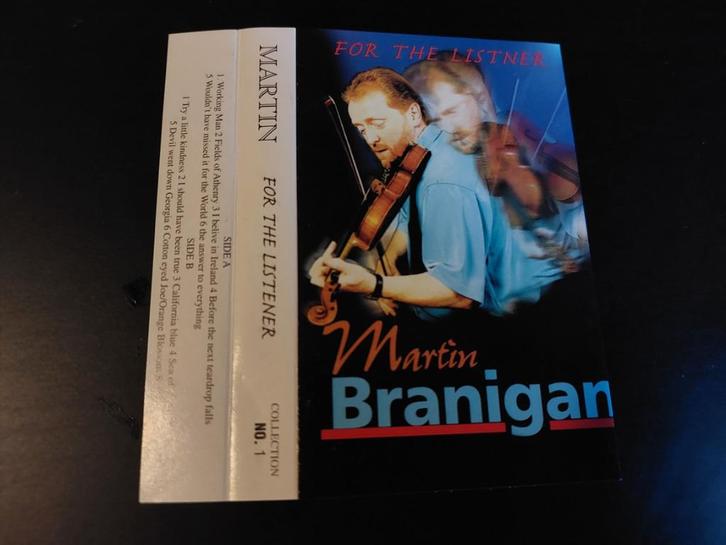 FOR THE LISTNER
Martin
Branigan
MARTIN FOR THE LISTENER COLLECTION
NO. 1
SIDE A
1 Working Man 2 Fields of Athenry 3 I belive in Ireland 4 Before the next teardrop falls
5 Wouldn't have missed it for the World 6 the answer to everything
SIDE B
1 Try a little kindness 2 I should have been true 3 California blue 4 Sea of
5 Devil went down Georgia 6 Cotton eyed Joe/Orange Blossom S